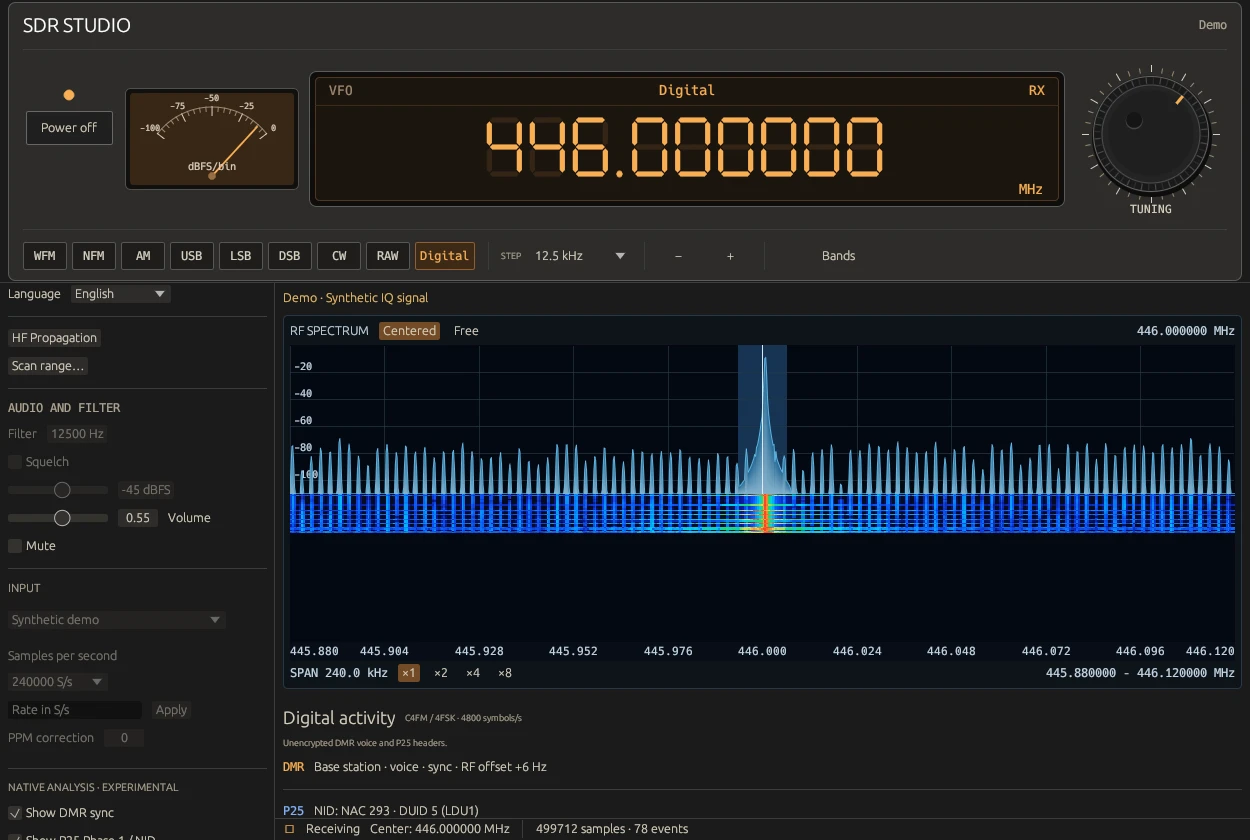 SDR STUDIO
Demo
Power off
-100 -75 -50 -25 0
dBFS/bin
VFO Digital RX
446.000000
MHz
TUNING
WFM NFM AM USB LSB DSB CW RAW Digital STEP 12.5 kHz − + Bands
Language English
HF Propagation
Scan range...
AUDIO AND FILTER
Filter 12500 Hz
Squelch
-45 dBFS
0.55 Volume
Mute
INPUT
Synthetic demo
Samples per second
240000 S/s
Rate in S/s Apply
PPM correction 0
NATIVE ANALYSIS · EXPERIMENTAL
Show DMR sync
Show P25 Phase 1 / NID
Demo · Synthetic IQ signal
RF SPECTRUM Centered Free 446.000000 MHz
-20
-40
-60
-80
-100
445.880 445.904 445.928 445.952 445.976 446.000 446.024 446.048 446.072 446.096 446.120
SPAN 240.0 kHz ×1 ×2 ×4 ×8 445.880000 - 446.120000 MHz
Digital activity C4FM / 4FSK · 4800 symbols/s
Unencrypted DMR voice and P25 headers.
DMR Base station · voice · sync · RF offset +6 Hz
P25 NID: NAC 293 · DUID 5 (LDU1)
Receiving Center: 446.000000 MHz 499712 samples · 78 events